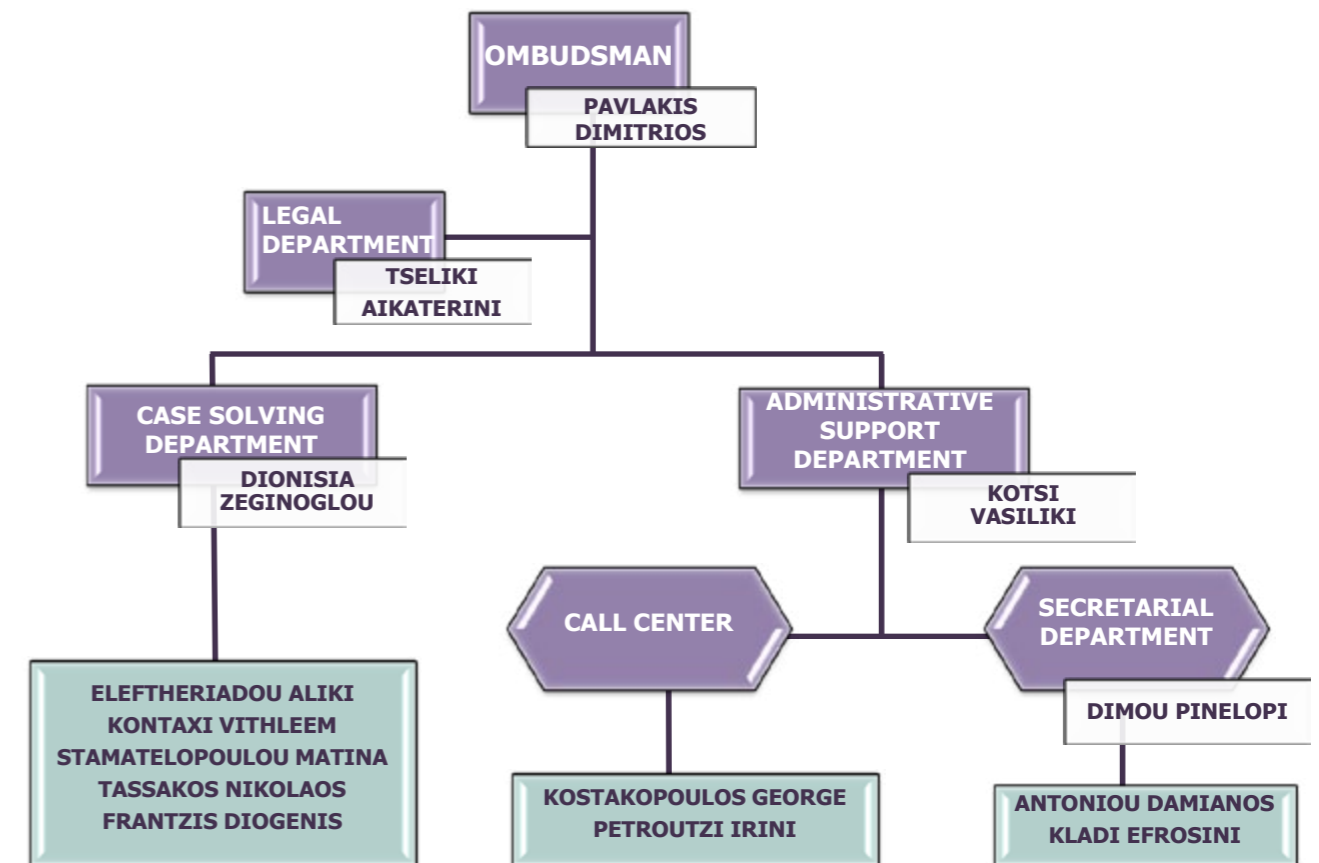 OMBUDSMAN
PAVLAKIS
DIMITRIOS
LEGAL
DEPARTMENT
TSELIKI
AIKATERINI
CASE SOLVING
DEPARTMENT
DIONISIA
ZEGINOGLOU
ADMINISTRATIVE
SUPPORT
DEPARTMENT
KOTSI
VASILIKI
CALL CENTER
SECRETARIAL
DEPARTMENT
DIMOU PINELOPI
ELEFTHERIADOU ALIKI
KONTAXI VITHLEEM
STAMATELOPOULOU MATINA
TASSAKOS NIKOLAOS
FRANTZIS DIOGENIS
KOSTAKOPOULOS GEORGE
PETROUTZI IRINI
ANTONIOU DAMIANOS
KLADI EFROSINI